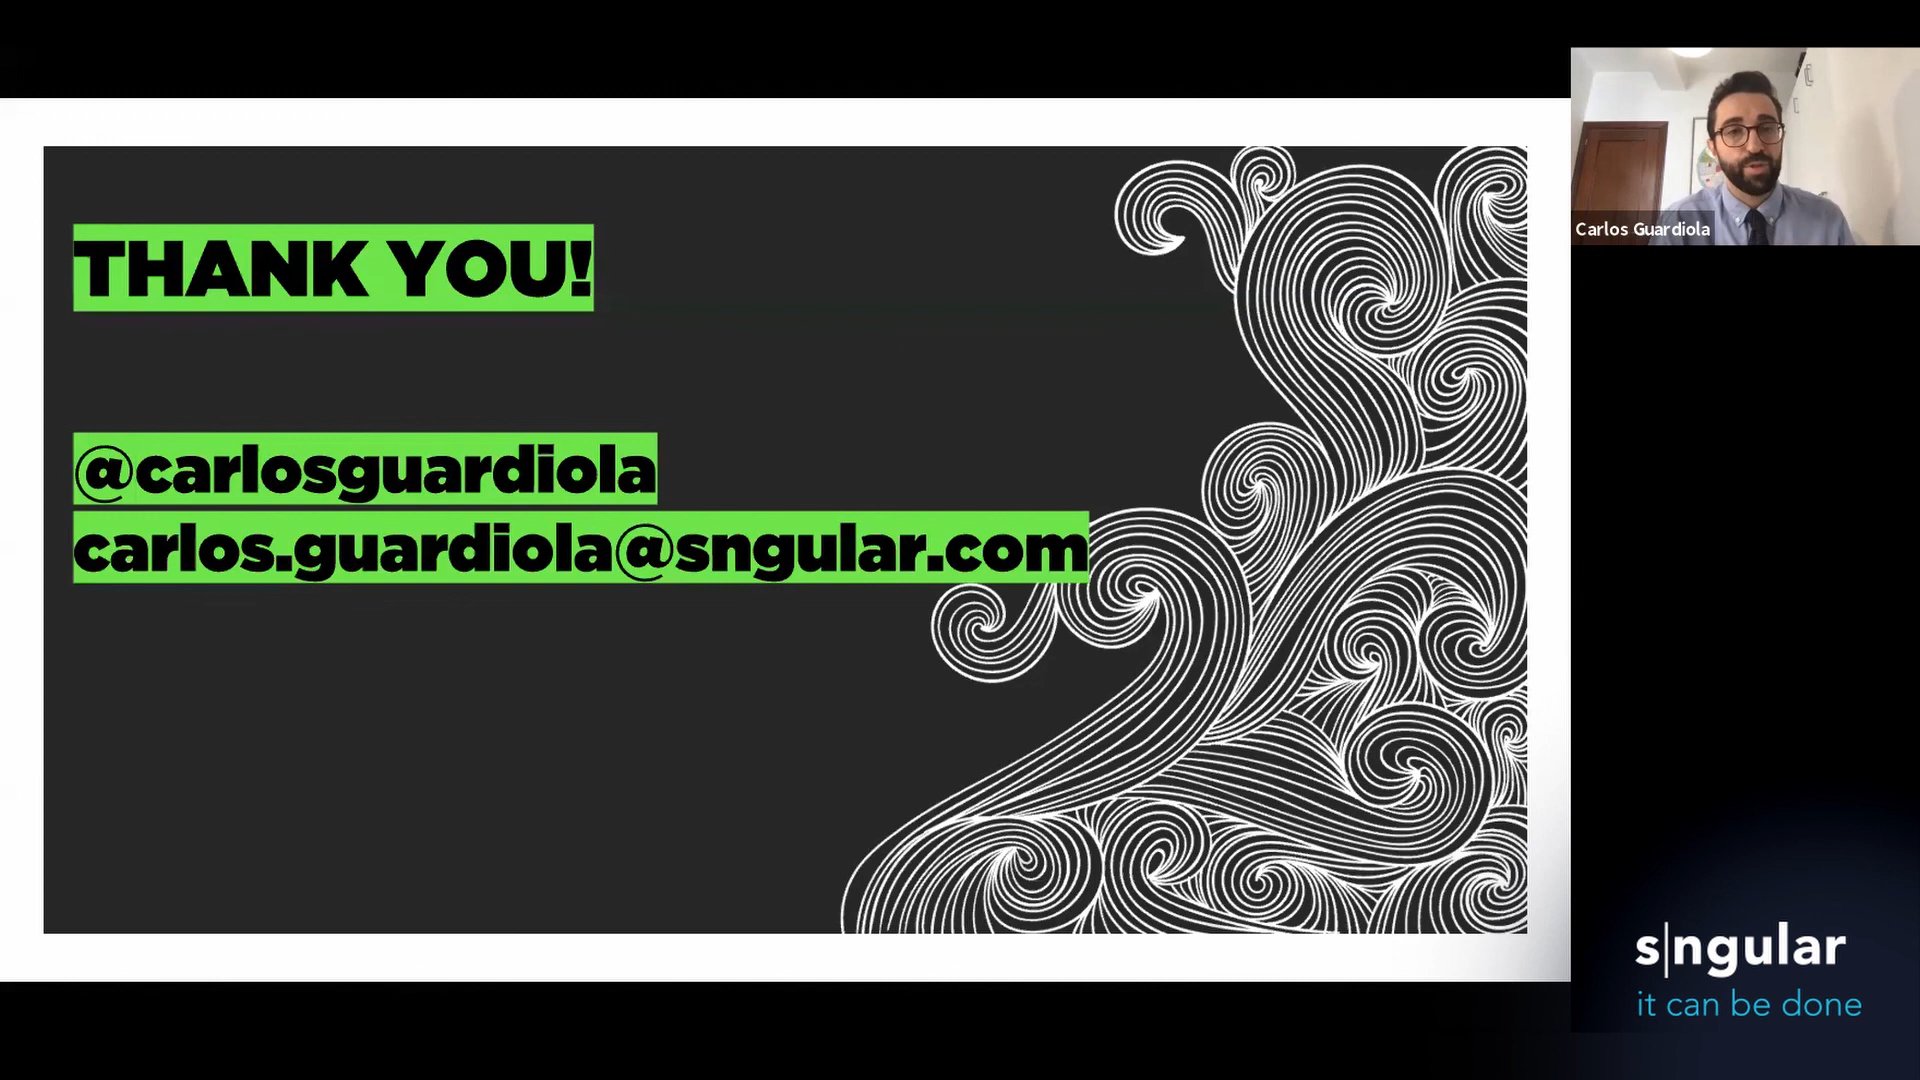 THANK YOU!
@carlosguardiola
carlos.guardiola@sngular.com
Carlos Guardiola
s|ngular
it can be done